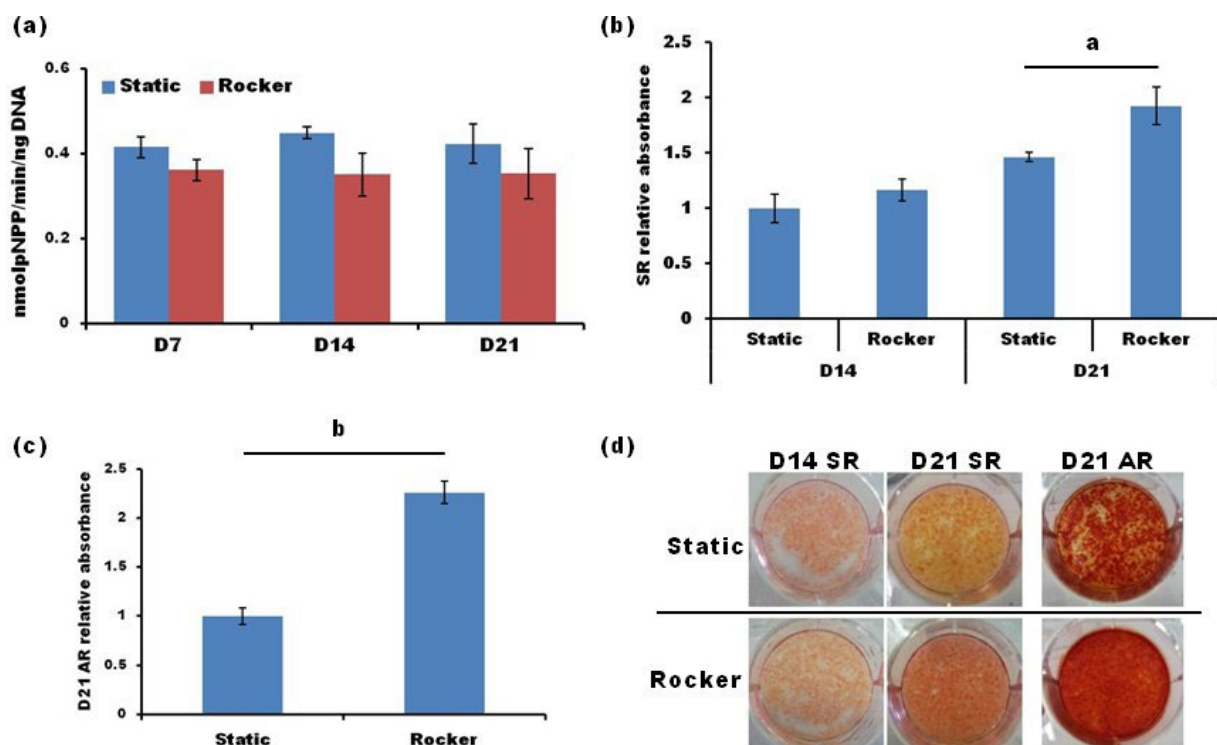 (a)
0.6
0.4
0.2
0
nmolpNPP/min/ng DNA
Static Rocker
D7 D14 D21
(b)
2.5
2
1.5
1
0.5
0
SR relative absorbance
a
Static Rocker Static Rocker
D14 D21
(c)
2.5
2
1.5
1
0.5
0
D21 AR relative absorbance
b
Static Rocker
(d)
D14 SR D21 SR D21 AR
Static
Rocker